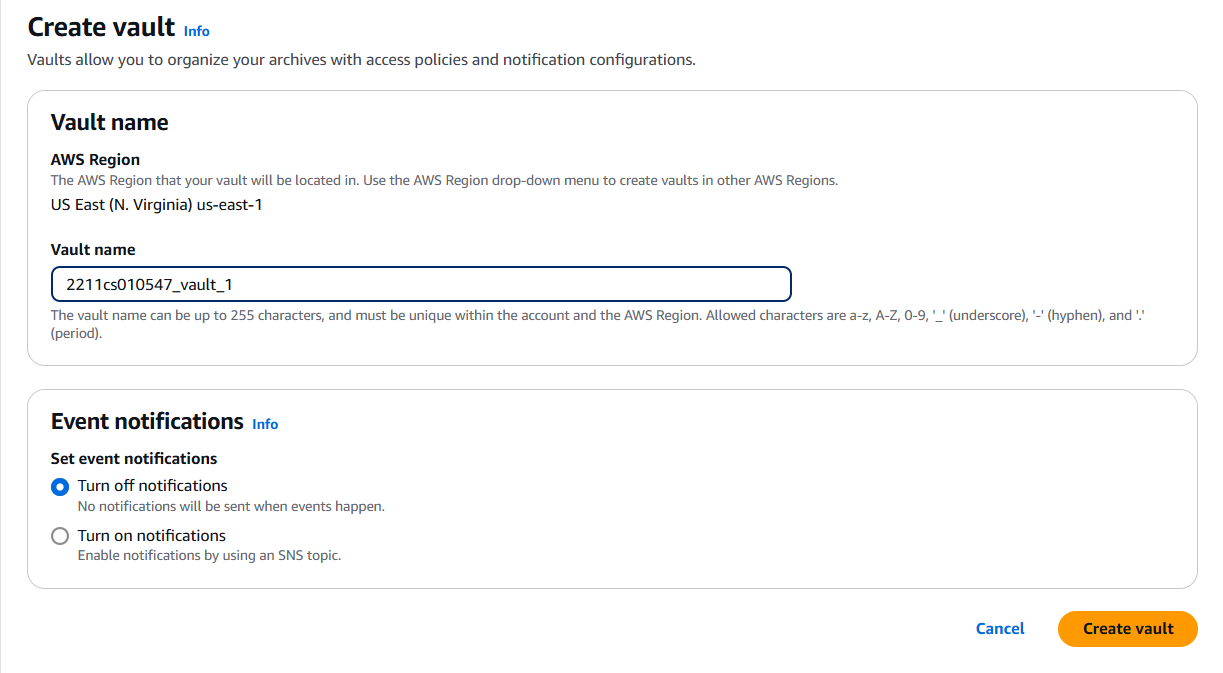 Create vault Info
Vaults allow you to organize your archives with access policies and notification configurations.
Vault name
AWS Region
The AWS Region that your vault will be located in. Use the AWS Region drop-down menu to create vaults in other AWS Regions.
US East (N. Virginia) us-east-1
Vault name
2211cs010547_vault_1
The vault name can be up to 255 characters, and must be unique within the account and the AWS Region. Allowed characters are a-z, A-Z, 0-9, '_' (underscore), '-' (hyphen), and '.'
(period).
Event notifications Info
Set event notifications
Turn off notifications
No notifications will be sent when events happen.
Turn on notifications
Enable notifications by using an SNS topic.
Cancel Create vault